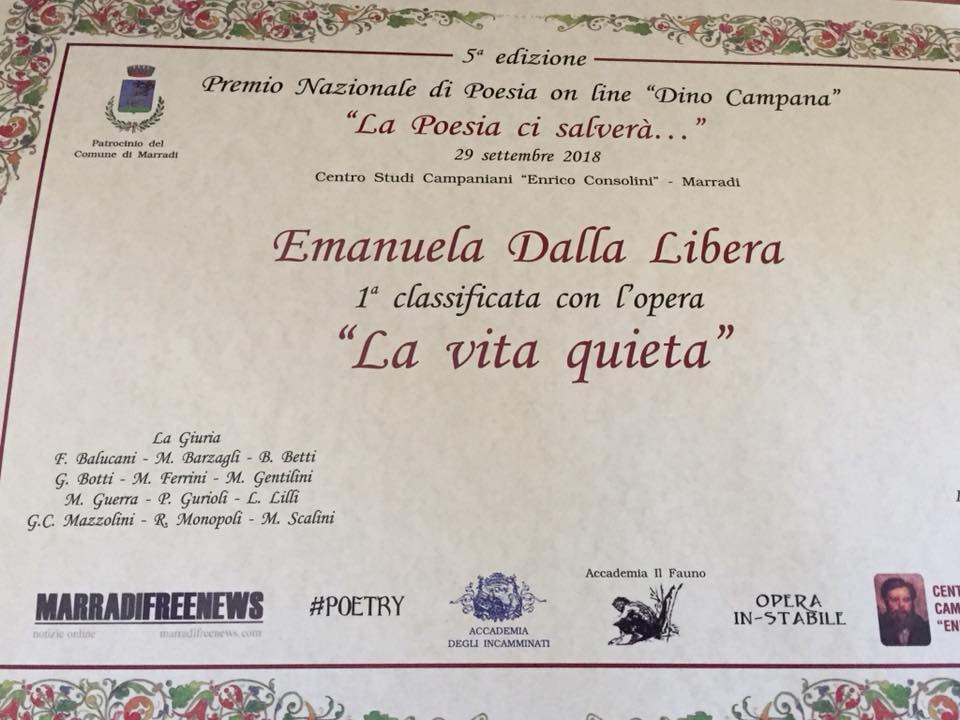 5ª edizione
Premio Nazionale di Poesia on line “Dino Campana”
“La Poesia ci salverà...”
29 settembre 2018
Centro Studi Campaniani “Enrico Consolini” - Marradi
Patrocinio del
Comune di Marradi
Emanuela Dalla Libera
1ª classificata con l'opera
“La vita quieta”
La Giuria
F. Balucani - M. Barzagli - B. Betti
G. Botti - M. Ferrini - M. Gentilini
M. Guerra - P. Gurioli - L. Lilli
G.C. Mazzolini - R. Monopoli - M. Scalini
MARRADIFREENEWS
notizie online marradifreenews.com
#POETRY
ACCADEMIA
DEGLI INCAMMINATI
Accademia Il Fauno
OPERA
IN-STABILE
CENT
CAM
"EN